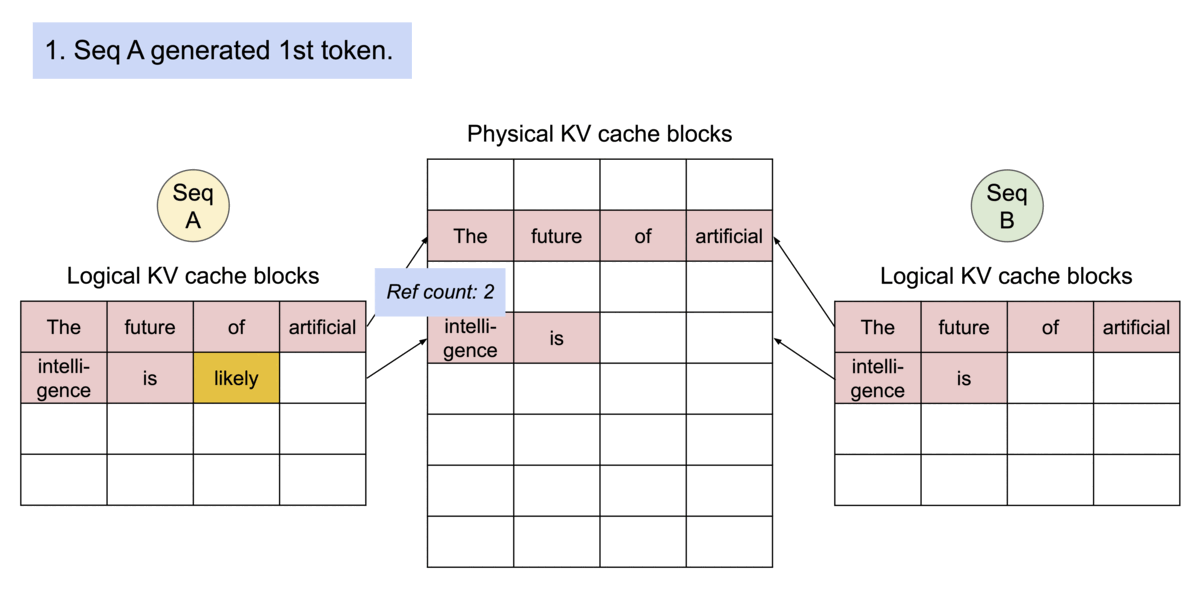 1. Seq A generated 1st token.
Physical KV cache blocks
Seq
A
Logical KV cache blocks
The future of artificial
intelli-
gence is likely
The future of artificial
Ref count: 2
intelli-
gence is
Seq
B
Logical KV cache blocks
The future of artificial
intelli-
gence is